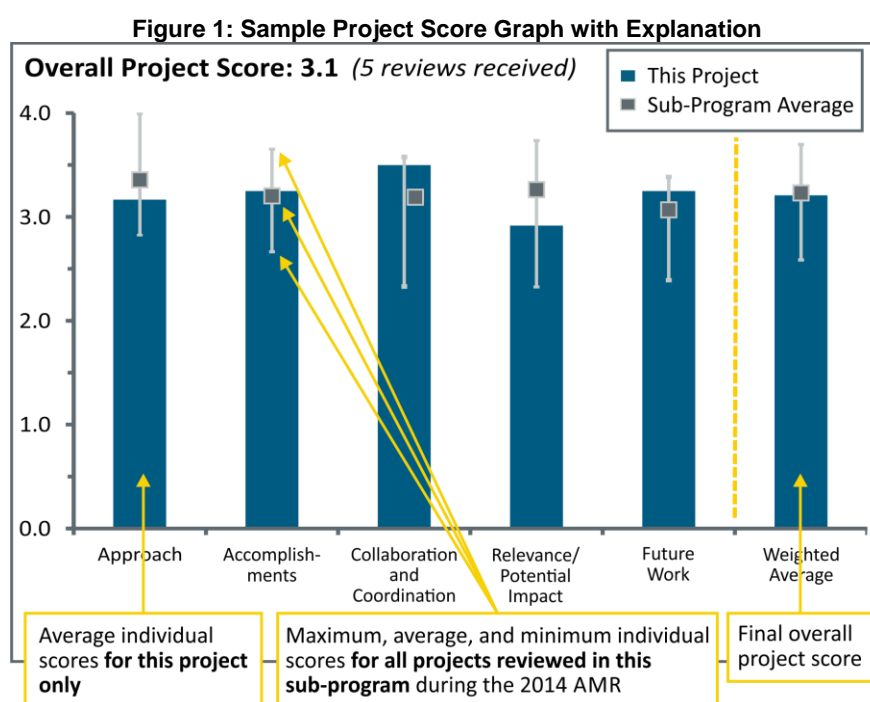 Figure 1: Sample Project Score Graph with Explanation
Overall Project Score: 3.1 (5 reviews received)
This Project
Sub-Program Average
4.0
3.0
2.0
1.0
0.0
Approach
Accomplish-
ments
Collaboration
and
Coordination
Relevance/
Potential
Impact
Future
Work
Weighted
Average
Average individual
scores for this project
only
Maximum, average, and minimum individual
scores for all projects reviewed in this
sub-program during the 2014 AMR
Final overall
project score